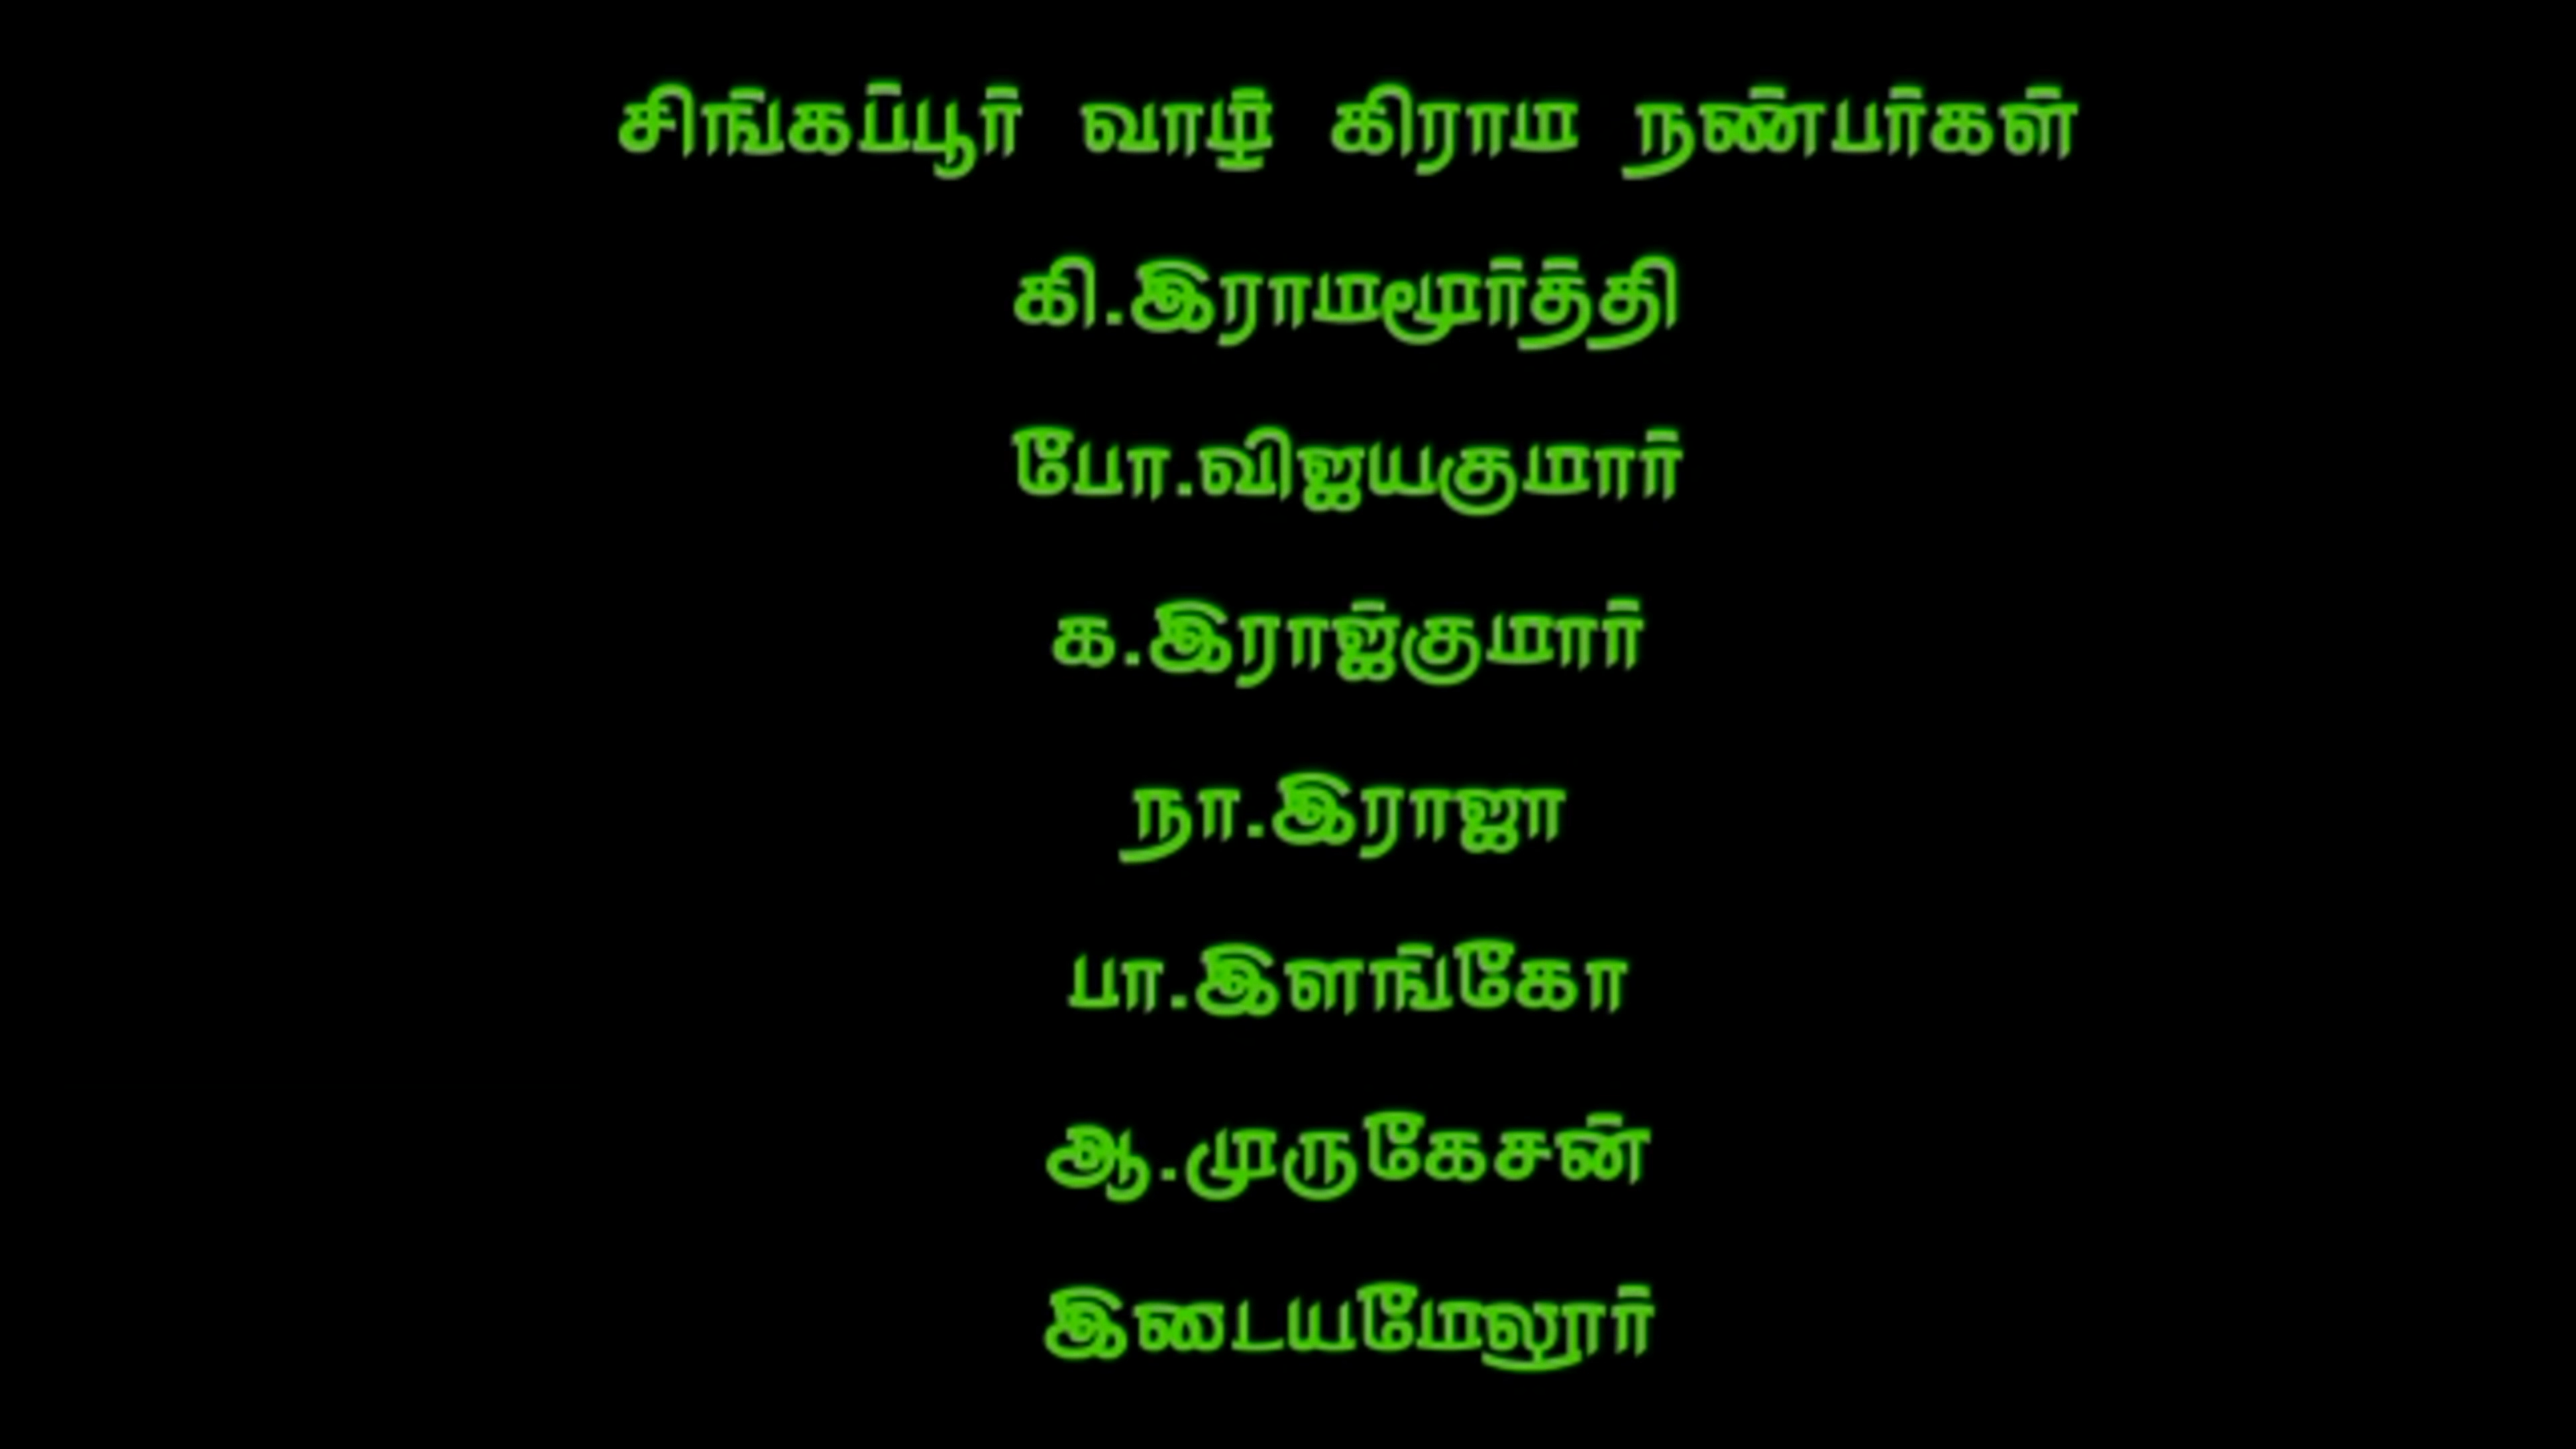 சிங்கப்பூர் வாழ் கிராம நண்பர்கள்
கி.இராமமூர்த்தி
போ.விஜயகுமார்
க.இராஜ்குமார்
நா.இராஜா
பா.இளங்கோ
ஆ.முருகேசன்
இடையமேலூர்